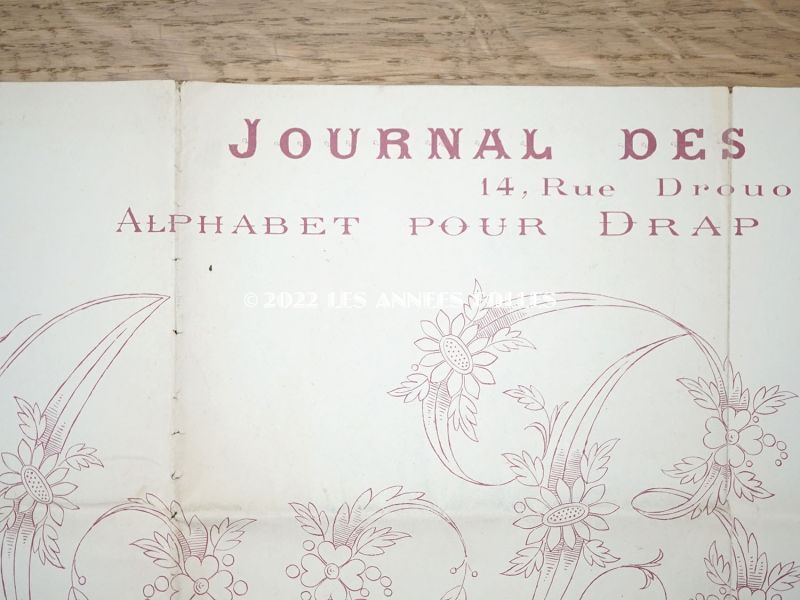 JOURNAL DES
14, Rue Drouo
ALPHABET POUR DRAP
© 2022 LES ANNEES FOLLES